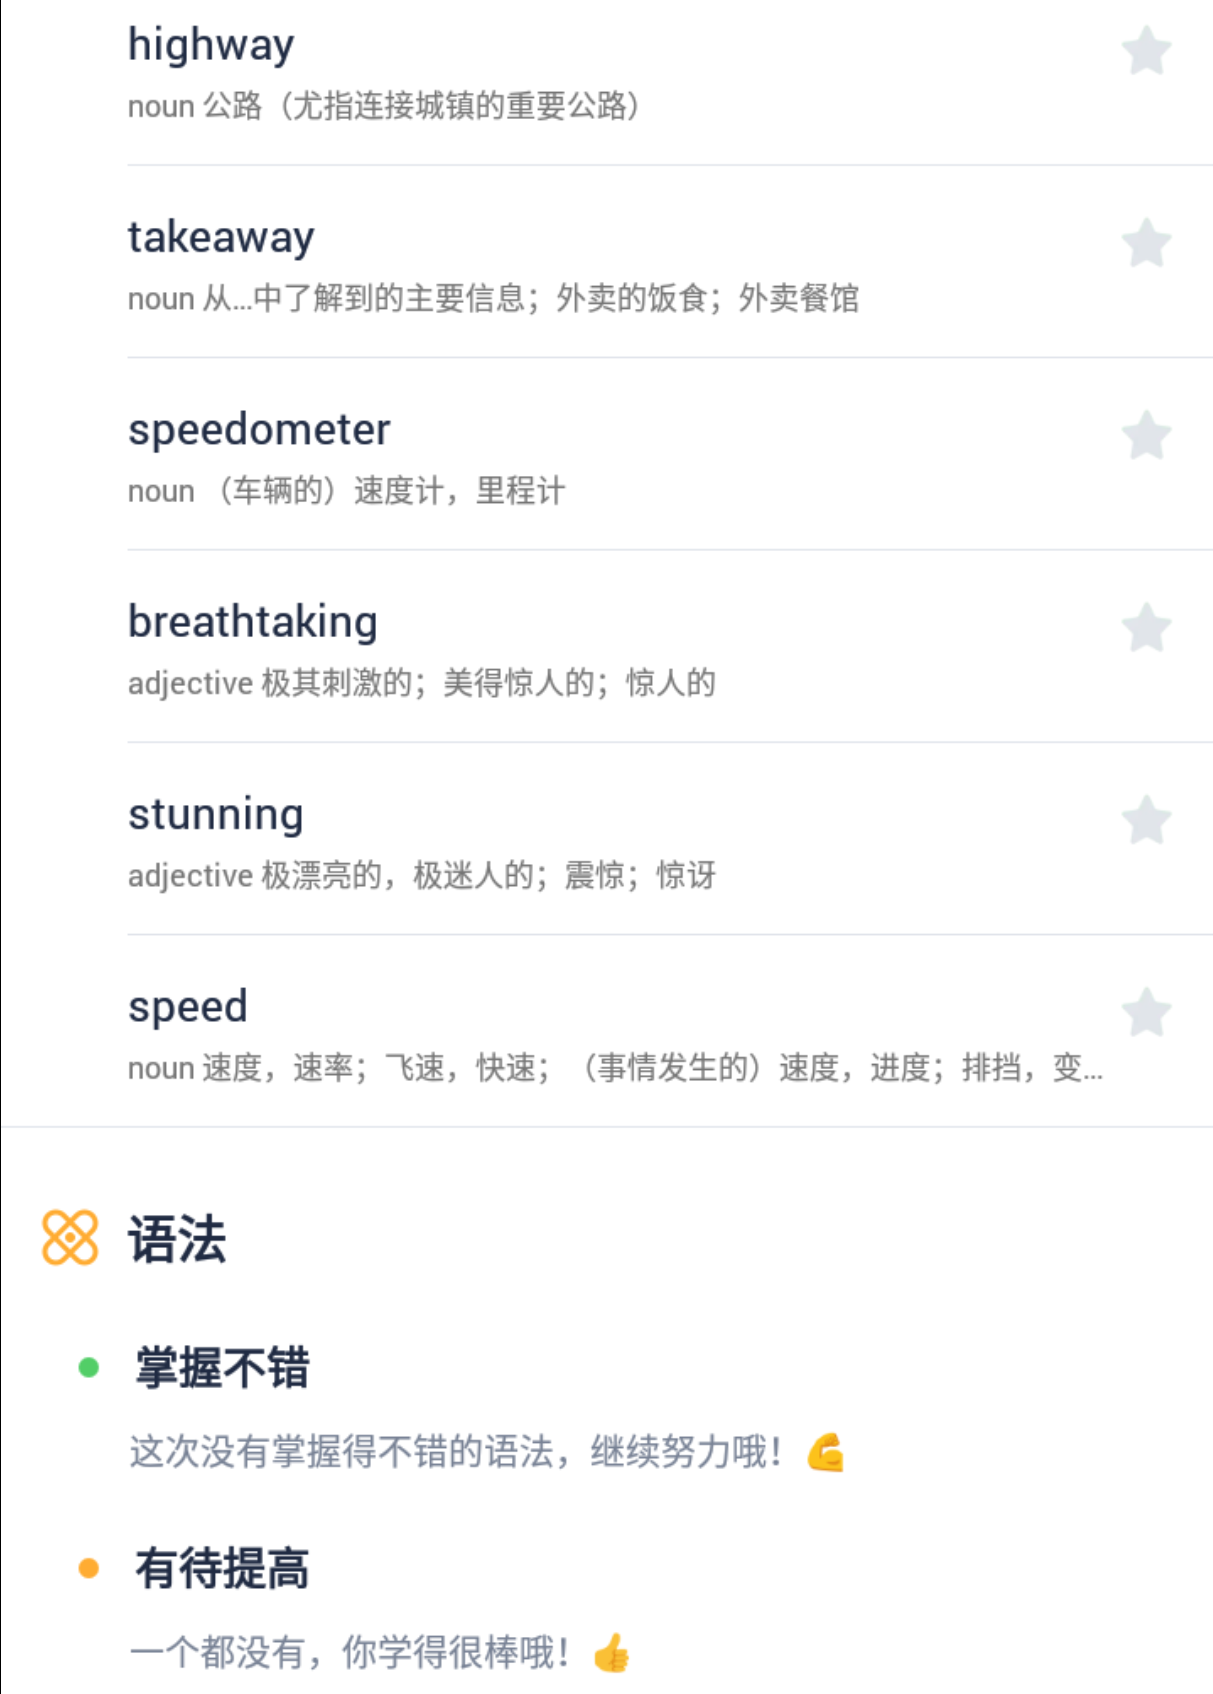 highway
noun 公路（尤指连接城镇的重要公路）
takeaway
noun 从...中了解到的主要信息；外卖的饭食；外卖餐馆
speedometer
noun （车辆的）速度计，里程计
breathtaking
adjective 极其刺激的；美得惊人的；惊人的
stunning
adjective 极漂亮的，极迷人的；震惊；惊讶
speed
noun 速度，速率；飞速，快速；（事情发生的）速度，进度；排挡，变...
语法
掌握不错
这次没有掌握得不错的语法，继续努力哦！💪
有待提高
一个都没有，你学得很棒哦！👍